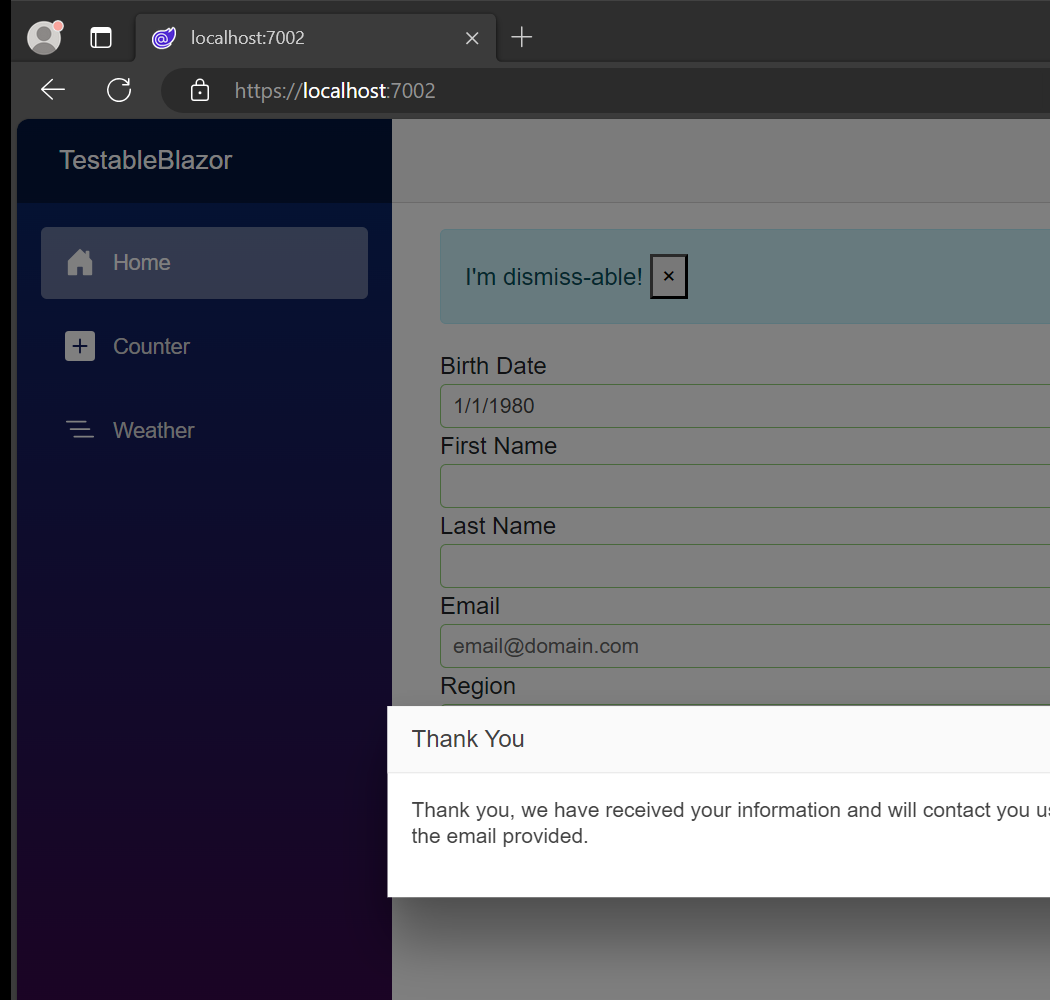 localhost:7002
https://localhost:7002
TestableBlazor
Home
I'm dismiss-able!
Counter
Birth Date
1/1/1980
Weather
First Name
Last Name
Email
email@domain.com
Region
Thank You
Thank you, we have received your information and will contact you
the email provided.